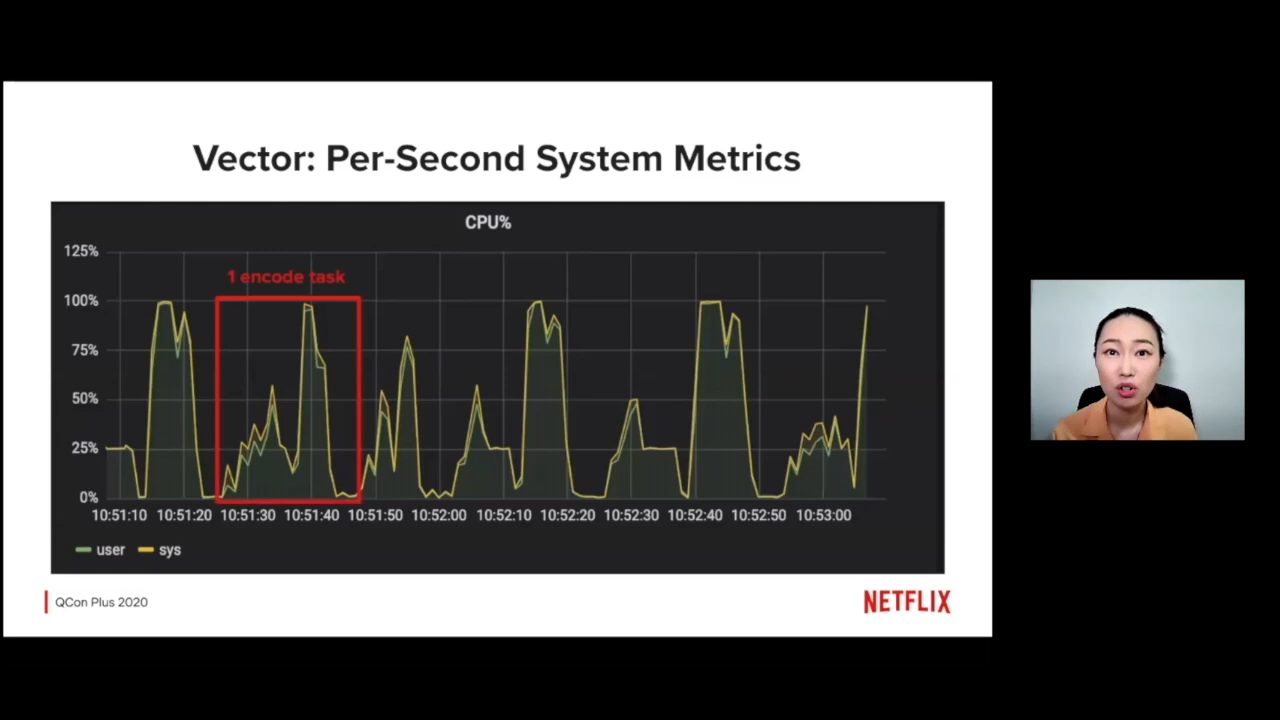 Vector: Per-Second System Metrics
CPU%
125%
1 encode task
100%
75%
50%
25%
0%
10:51:10 10:51:20 10:51:30 10:51:40 10:51:50 10:52:00 10:52:10 10:52:20 10:52:30 10:52:40 10:52:50 10:53:00
user sys
QCon Plus 2020
NETFLIX